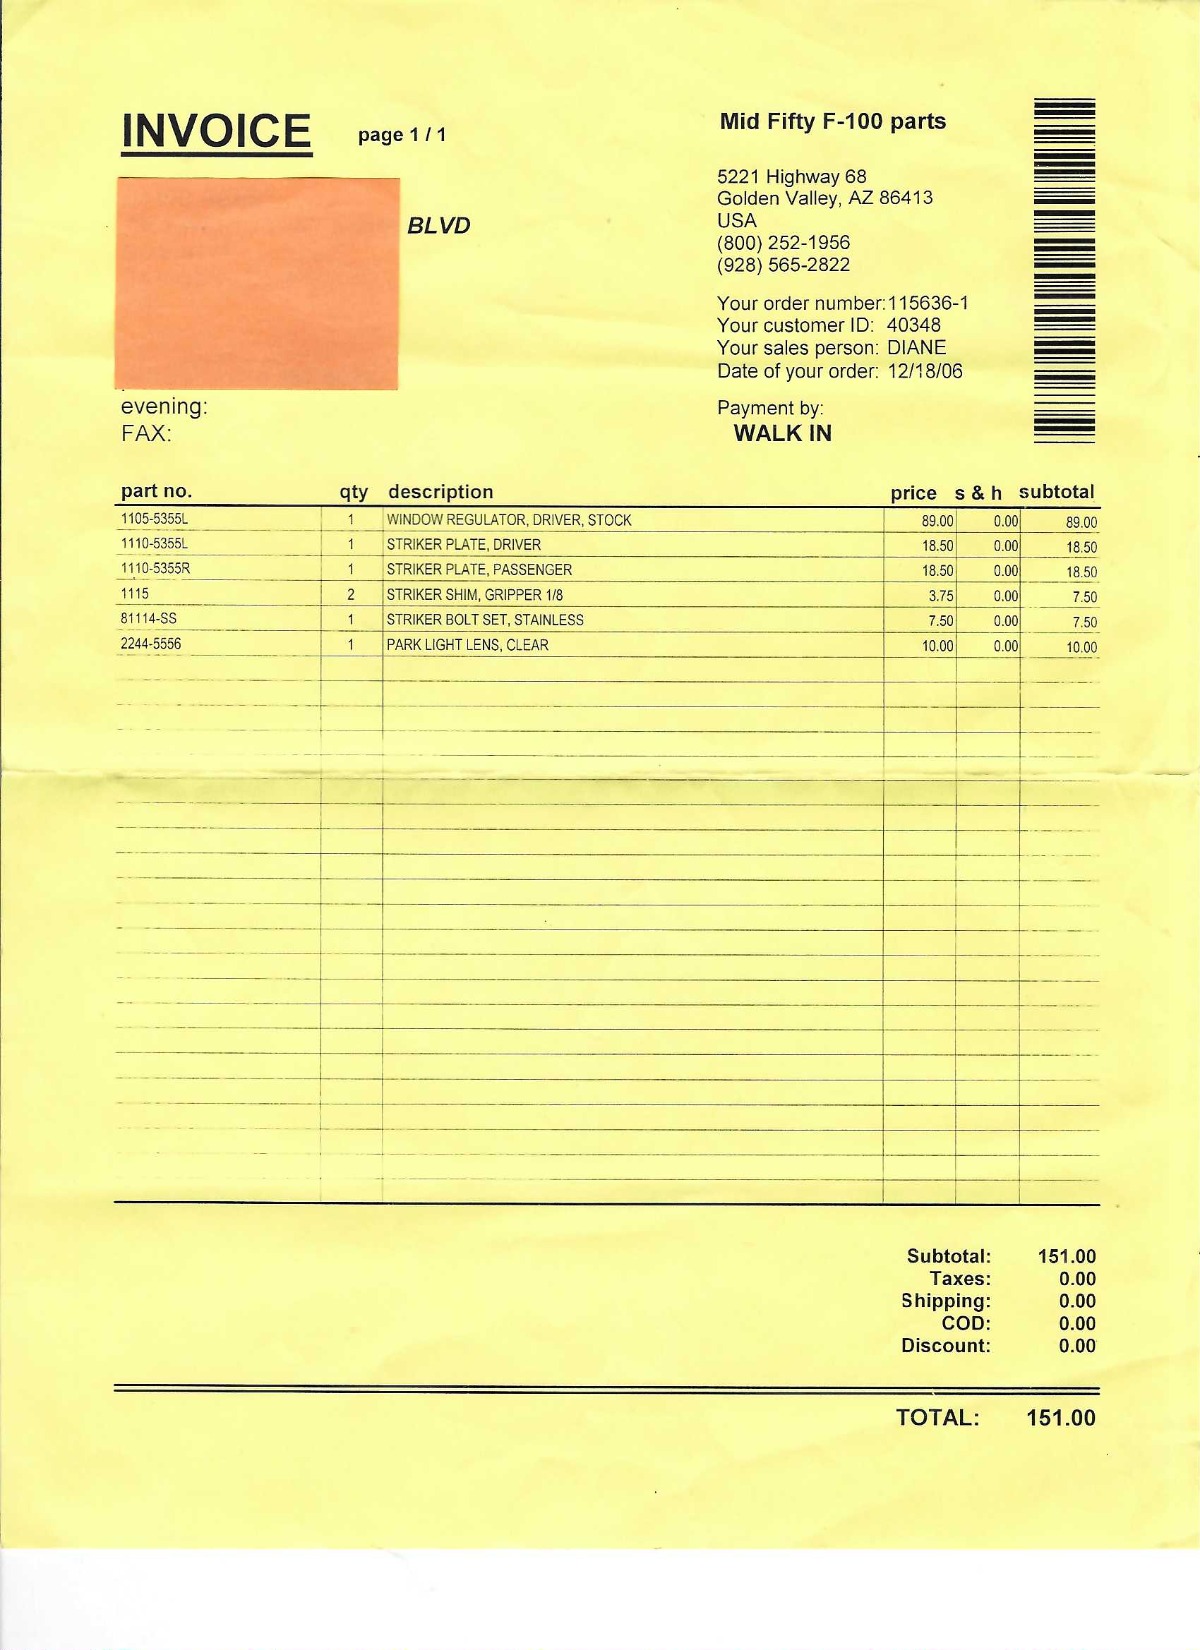 INVOICE page 1 / 1
BLVD
evening:
FAX:
Mid Fifty F-100 parts
5221 Highway 68
Golden Valley, AZ 86413
USA
(800) 252-1956
(928) 565-2822
Your order number: 115636-1
Your customer ID: 40348
Your sales person: DIANE
Date of your order: 12/18/06
Payment by:
WALK IN
part no. qty description price s & h subtotal
1105-5355L 1 WINDOW REGULATOR, DRIVER, STOCK 89.00 0.00 89.00
1110-5355L 1 STRIKER PLATE, DRIVER 18.50 0.00 18.50
1110-5355R 1 STRIKER PLATE, PASSENGER 18.50 0.00 18.50
1115 2 STRIKER SHIM, GRIPPER 1/8 3.75 0.00 7.50
81114-SS 1 STRIKER BOLT SET, STAINLESS 7.50 0.00 7.50
2244-5556 1 PARK LIGHT LENS, CLEAR 10.00 0.00 10.00
Subtotal: 151.00
Taxes: 0.00
Shipping: 0.00
COD: 0.00
Discount: 0.00
TOTAL: 151.00